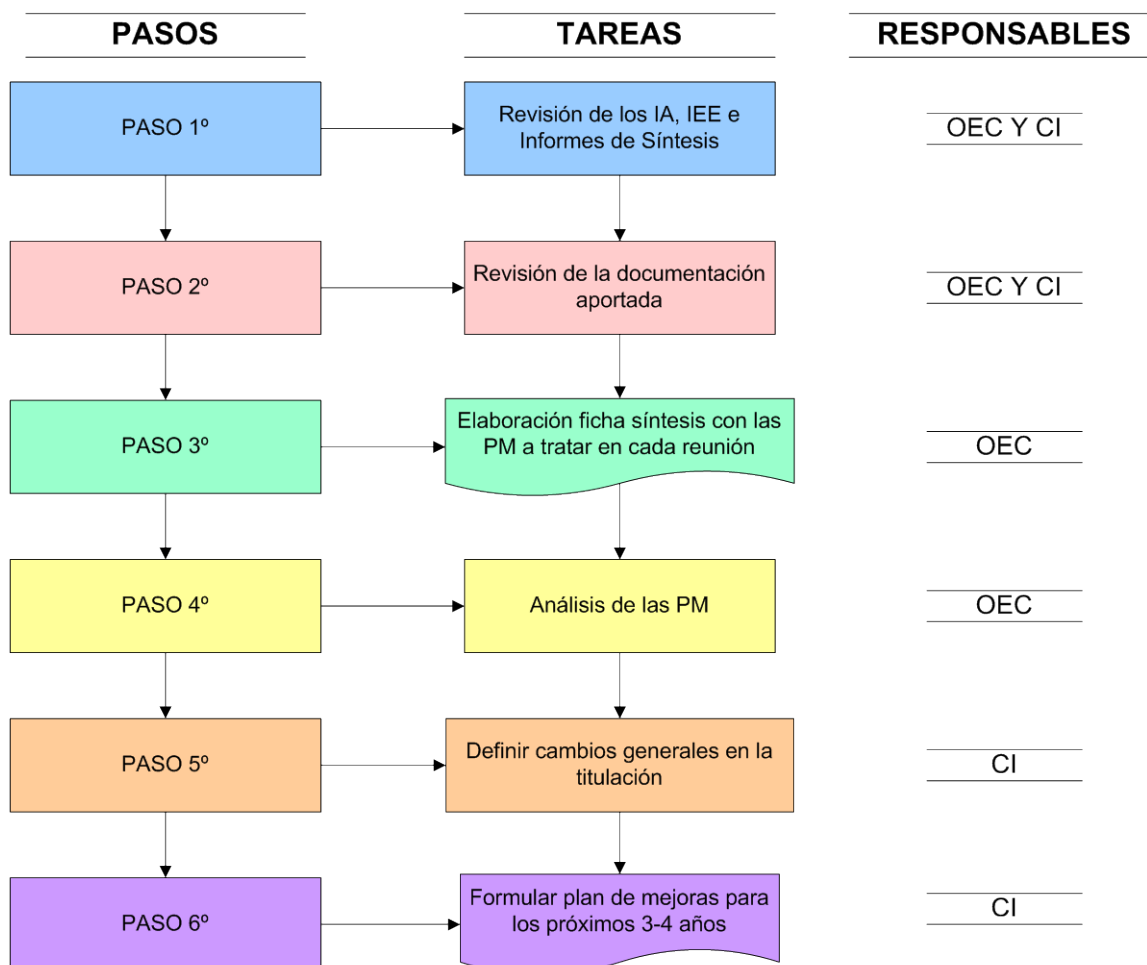 PASOS
TAREAS
RESPONSABLES
PASO 1º
Revisión de los IA, IEE e
Informes de Síntesis
OEC Y CI
PASO 2º
Revisión de la documentación
aportada
OEC Y CI
PASO 3º
Elaboración ficha síntesis con las
PM a tratar en cada reunión
OEC
PASO 4º
Análisis de las PM
OEC
PASO 5º
Definir cambios generales en la
titulación
CI
PASO 6º
Formular plan de mejoras para
los próximos 3-4 años
CI